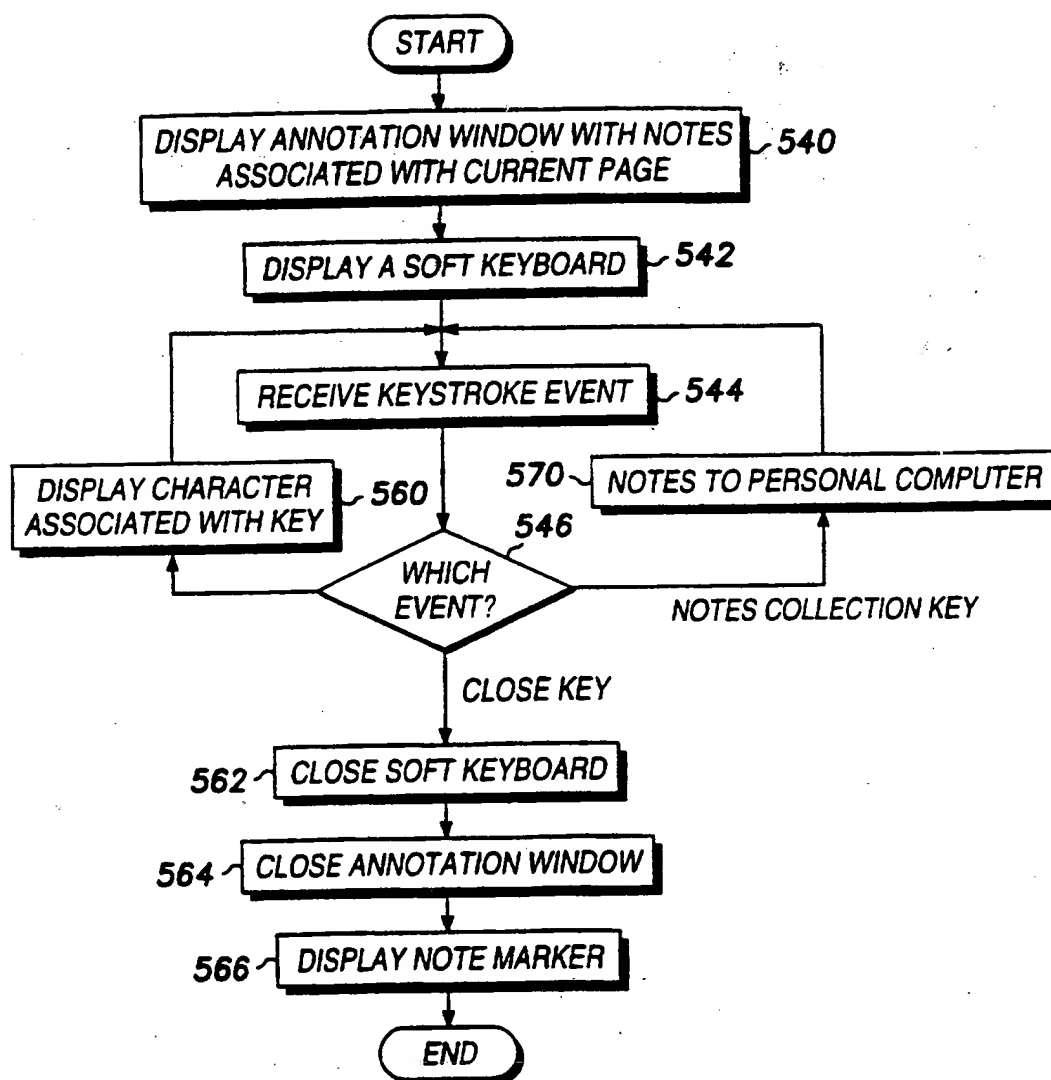 START
DISPLAY ANNOTATION WINDOW WITH NOTES
ASSOCIATED WITH CURRENT PAGE
540
DISPLAY A SOFT KEYBOARD
542
RECEIVE KEYSTROKE EVENT
544
DISPLAY CHARACTER
ASSOCIATED WITH KEY
560
570
NOTES TO PERSONAL COMPUTER
546
WHICH
EVENT?
NOTES COLLECTION KEY
CLOSE KEY
562
CLOSE SOFT KEYBOARD
564
CLOSE ANNOTATION WINDOW
566
DISPLAY NOTE MARKER
END